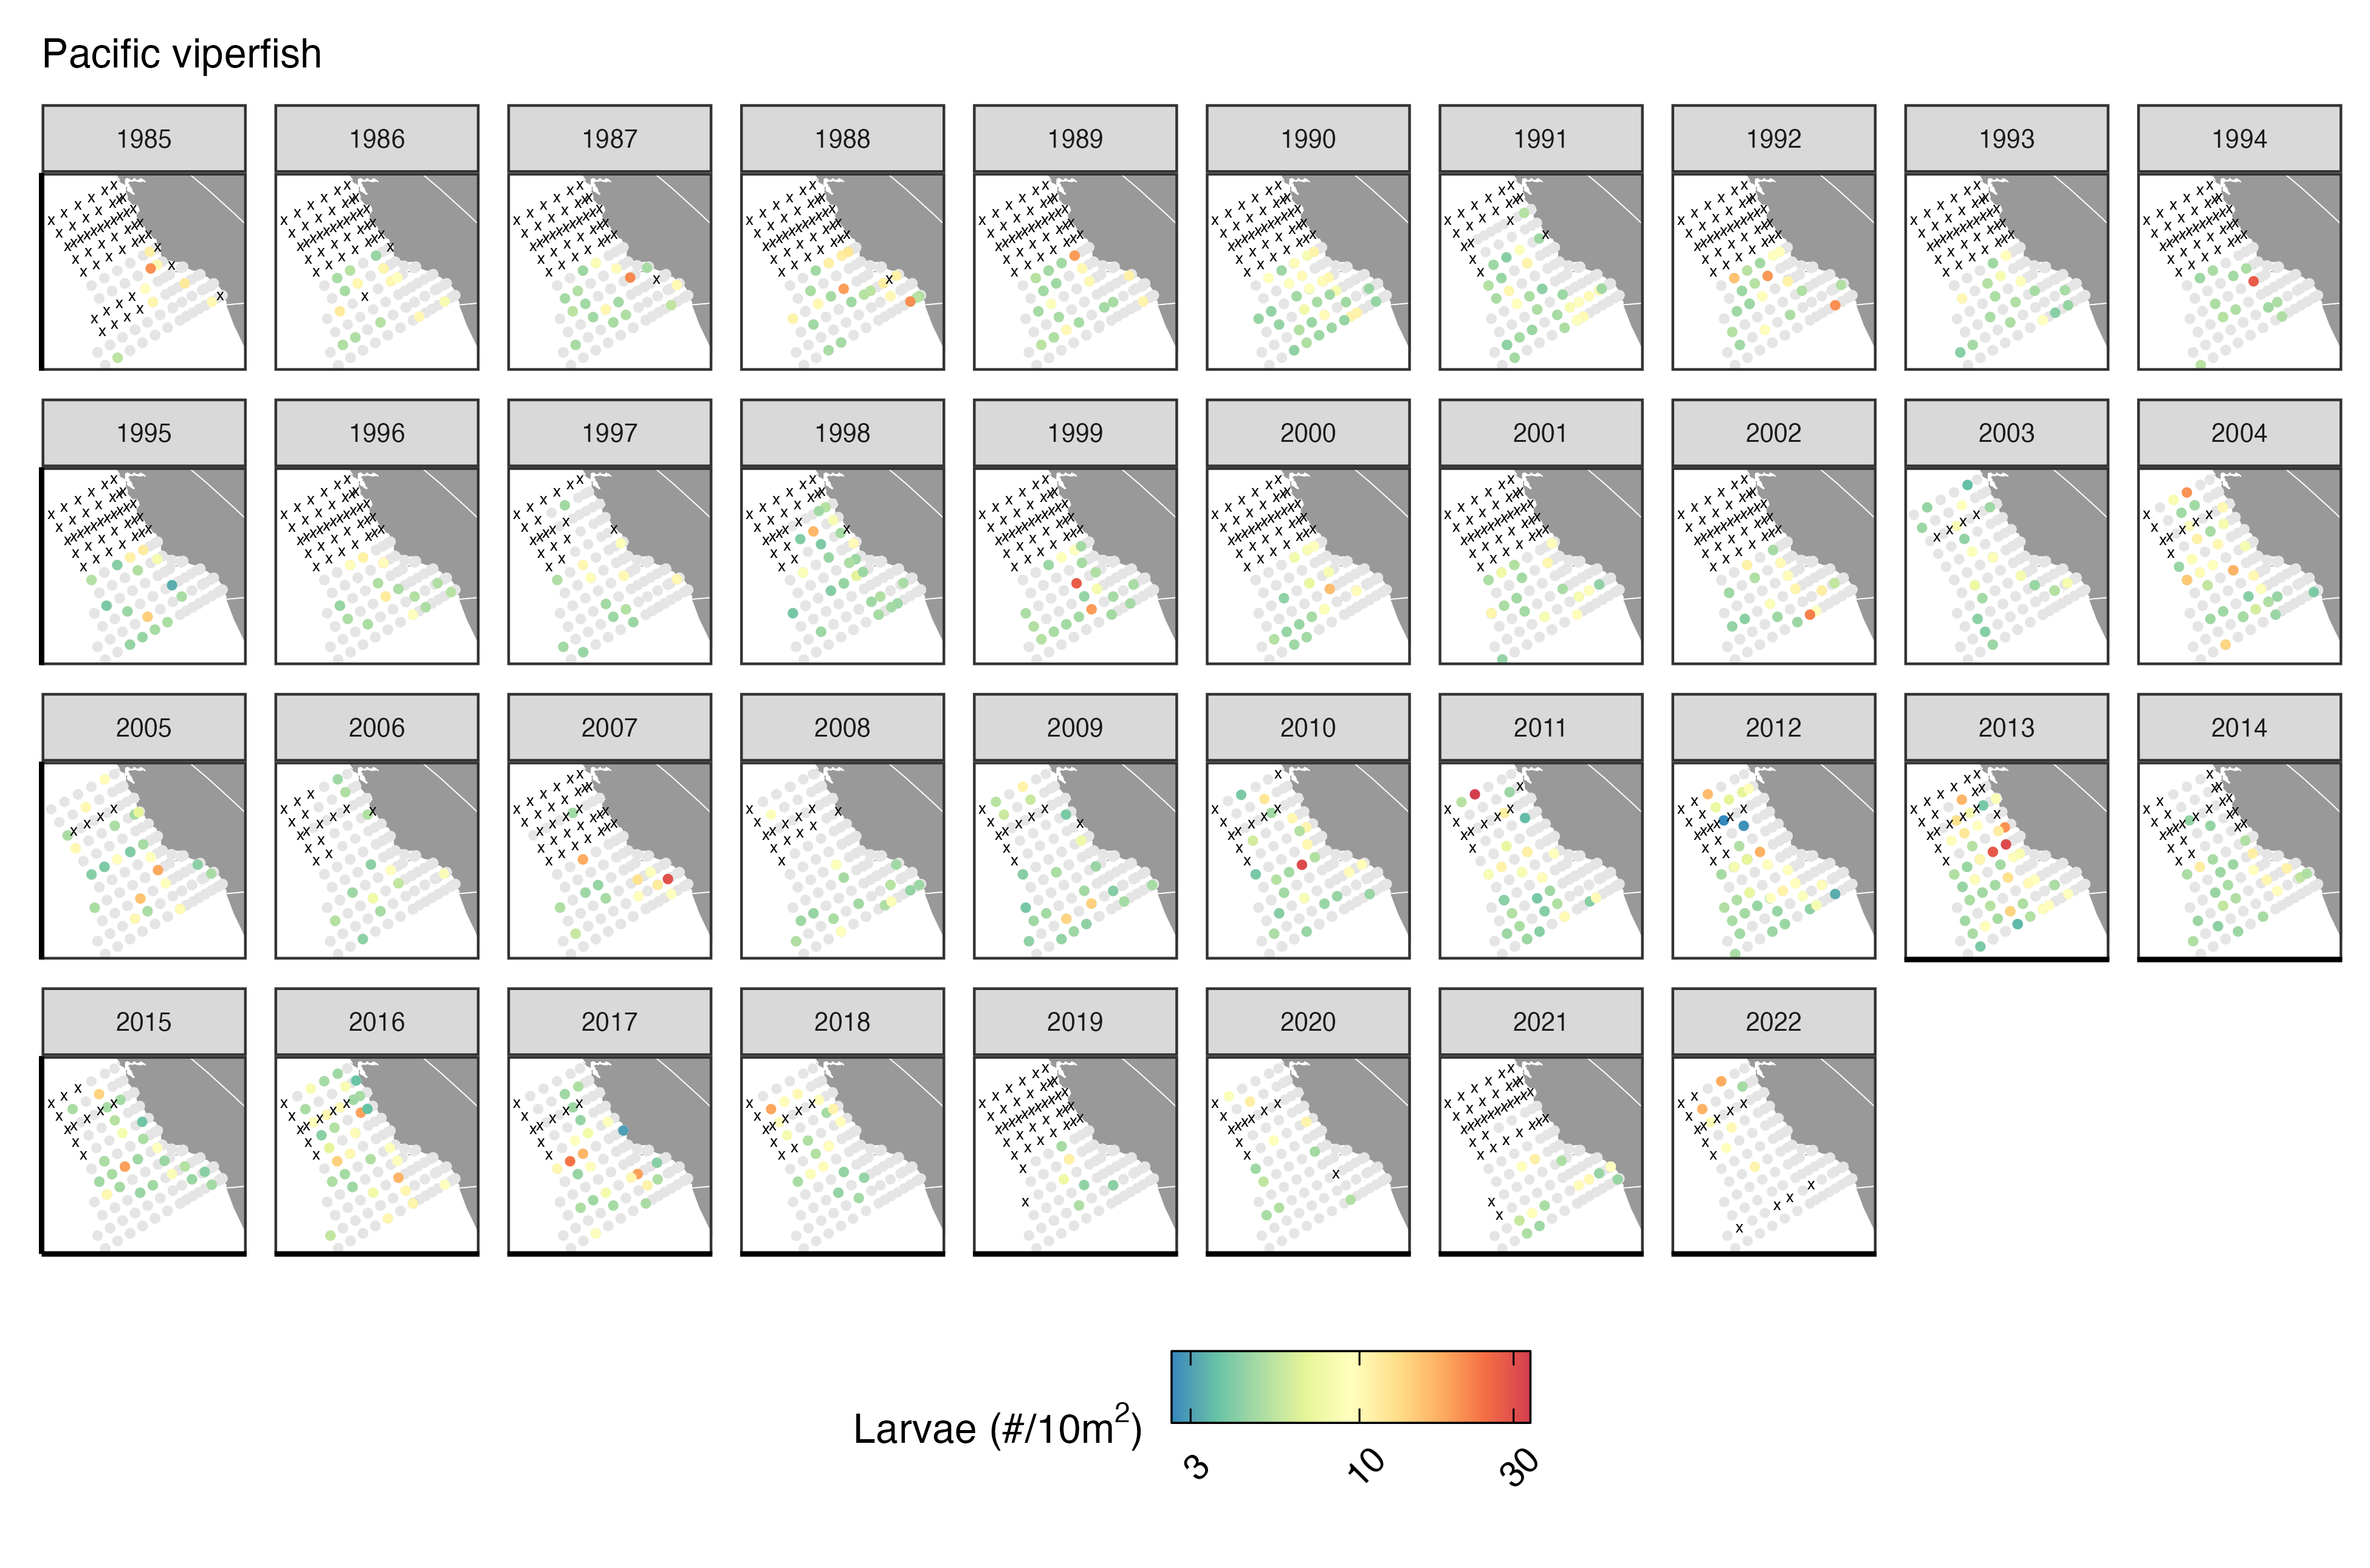 Pacific viperfish
1985 1986 1987 1988 1989 1990 1991 1992 1993 1994
1995 1996 1997 1998 1999 2000 2001 2002 2003 2004
2005 2006 2007 2008 2009 2010 2011 2012 2013 2014
2015 2016 2017 2018 2019 2020 2021 2022
Larvae (#/10m²)
3 10 30